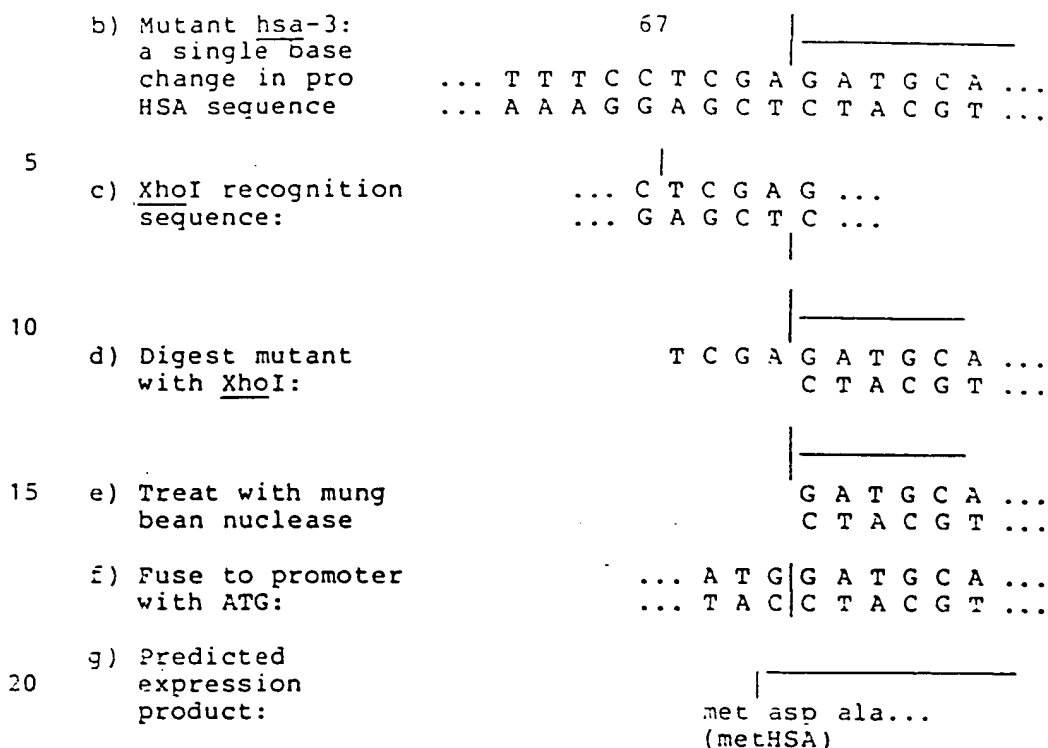 b) Mutant hsa-3: 67
a single base
change in pro ... T T T C C T C G A G A T G C A ...
HSA sequence ... A A A G G A G C T C T A C G T ...
5
c) XhoI recognition ... C T C G A G ...
sequence: ... G A G C T C ...
10
d) Digest mutant T C G A G A T G C A ...
with XhoI: C T A C G T ...
15 e) Treat with mung G A T G C A ...
bean nuclease C T A C G T ...
f) Fuse to promoter ... A T G G A T G C A ...
with ATG: ... T A C C T A C G T ...
g) Predicted
20 expression
product: met asp ala...
(metHSA)